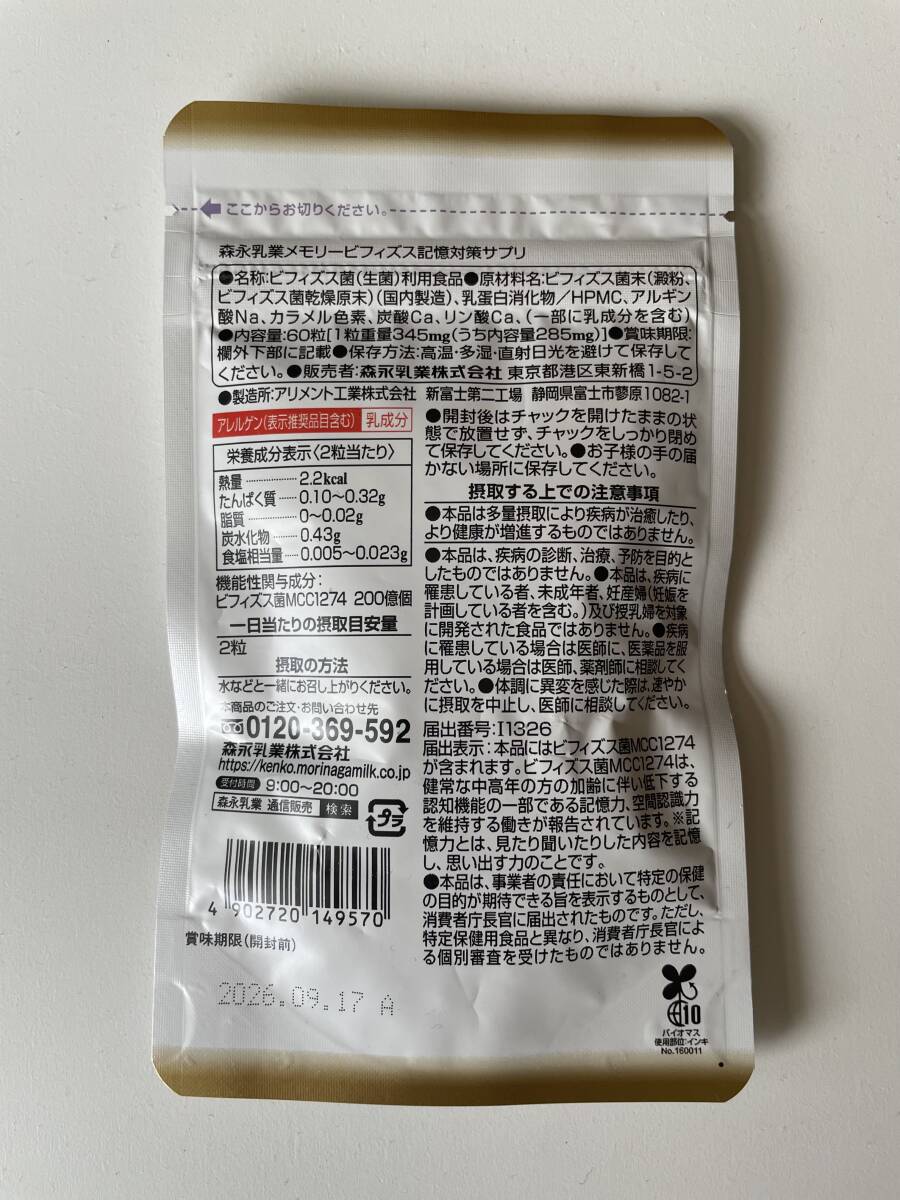 ここからお切りください。
森永乳業メモリービフィズス記憶対策サプリ
●名称:ビフィズス菌(生菌)利用食品●原材料名:ビフィズス菌末(澱粉、
ビフィズス菌乾燥原末)(国内製造)、乳蛋白消化物/HPMC、アルギン
酸Na、カラメル色素、炭酸Ca、リン酸Ca、(一部に乳成分を含む)
●内容量:60粒[1粒重量345mg(うち内容量285mg)]●賞味期限:
欄外下部に記載●保存方法:高温・多湿・直射日光を避けて保存して
ください。●販売者:森永乳業株式会社 東京都港区東新橋1-5-2
●製造所:アリメント工業株式会社 新富士第二工場 静岡県富士市蓼原1082-1
アレルゲン(表示推奨品目含む) 乳成分
栄養成分表示〈2粒当たり〉
熱量 2.2kcal
たんぱく質 0.10～0.32g
脂質 0～0.02g
炭水化物 0.43g
食塩相当量 0.005～0.023g
機能性関与成分:
ビフィズス菌MCC1274 200億個
一日当たりの摂取目安量
2粒
摂取の方法
水などと一緒にお召し上がりください。
本商品のご注文・お問い合わせ先
0120-369-592
森永乳業株式会社
https://kenko.morinagamilk.co.jp
受付時間 9:00～20:00
森永乳業 通信販売 検索
プラ
4 902720 149570
賞味期限(開封前)
2026.09.17 A
●開封後はチャックを開けたままの状
態で放置せず、チャックをしっかり閉め
て保存してください。●お子様の手の届
かない場所に保存してください。
摂取する上での注意事項
●本品は多量摂取により疾病が治癒したり、
より健康が増進するものではありません。
●本品は、疾病の診断、治療、予防を目的と
したものではありません。●本品は、疾病に
罹患している者、未成年者、妊産婦(妊娠を
計画している者を含む。)及び授乳婦を対象
に開発された食品ではありません。●疾病
に罹患している場合は医師に、医薬品を服
用している場合は医師、薬剤師に相談してく
ださい。●体調に異変を感じた際は、速やか
に摂取を中止し、医師に相談してください。
届出番号:I1326
届出表示:本品にはビフィズス菌MCC1274
が含まれます。ビフィズス菌MCC1274は、
健常な中高年の方の加齢に伴い低下する
認知機能の一部である記憶力、空間認識力
を維持する働きが報告されています。※記
憶力とは、見たり聞いたりした内容を記憶
し、思い出す力のことです。
●本品は、事業者の責任において特定の保健
の目的が期待できる旨を表示するものとして、
消費者庁長官に届出されたものです。ただし、
特定保健用食品と異なり、消費者庁長官によ
る個別審査を受けたものではありません。
10
バイオマス
使用部位:インキ
No.160011